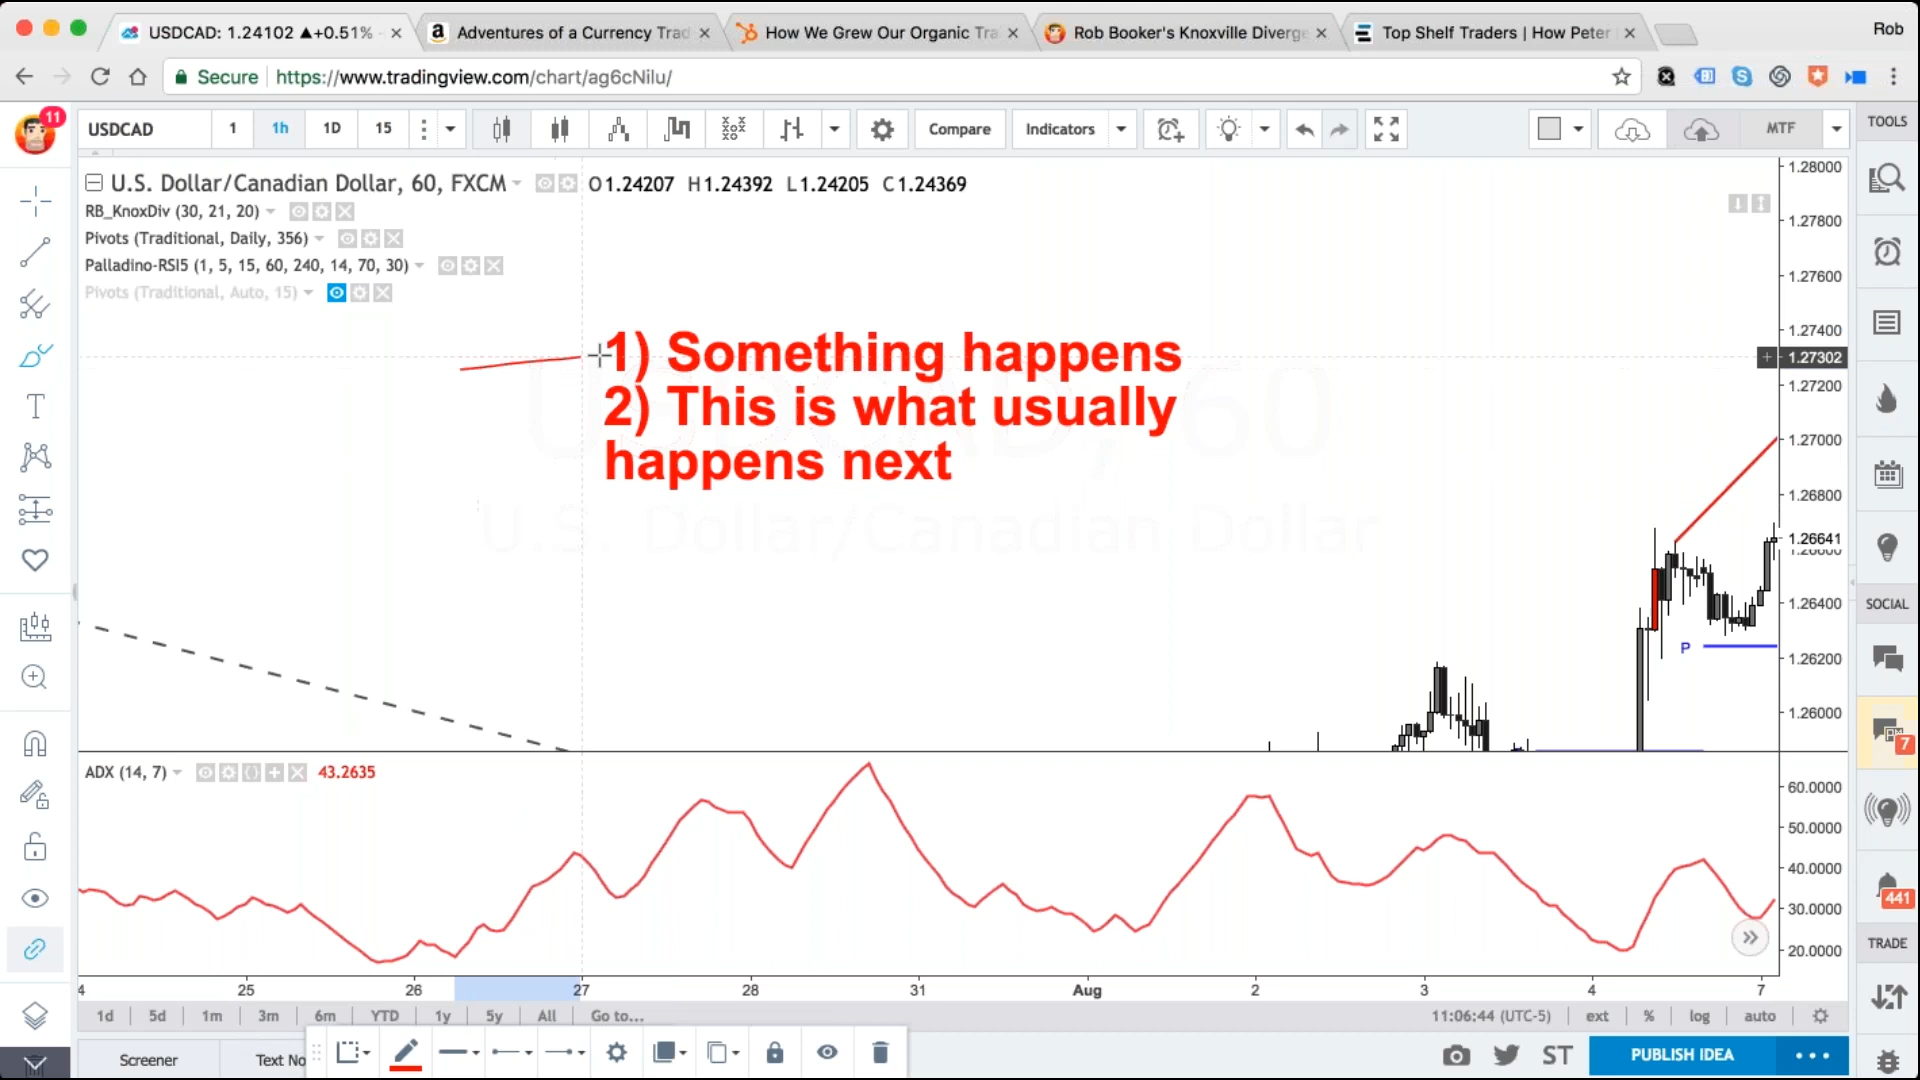 USDCAD: 1.24102 ▲+0.51%
Adventures of a Currency Trad
How We Grew Our Organic Tra
Rob Booker's Knoxville Diverge
Top Shelf Traders | How Peter
Rob
Secure
https://www.tradingview.com/chart/ag6cNilu/
11
USDCAD
1
1h
1D
15
Compare
Indicators
MTF
TOOLS
U.S. Dollar/Canadian Dollar, 60, FXCM
O1.24207 H1.24392 L1.24205 C1.24369
RB_KnoxDiv (30, 21, 20)
Pivots (Traditional, Daily, 356)
Palladino-RSI5 (1, 5, 15, 60, 240, 14, 70, 30)
Pivots (Traditional, Auto, 15)
1) Something happens
2) This is what usually
happens next
USDCAD, 60
U.S. Dollar/Canadian Dollar
1.28000
1.27800
1.27600
1.27400
1.27302
1.27200
1.27000
1.26800
1.26641
1.26600
1.26400
1.26200
1.26000
P
SOCIAL
7
441
TRADE
ADX (14, 7)
43.2635
60.0000
50.0000
40.0000
30.0000
20.0000
4 25 26 27 28 31 Aug 2 3 4 7
1d 5d 1m 3m 6m YTD 1y 5y All Go to...
11:06:44 (UTC-5) ext % log auto
Screener
Text No
ST
PUBLISH IDEA